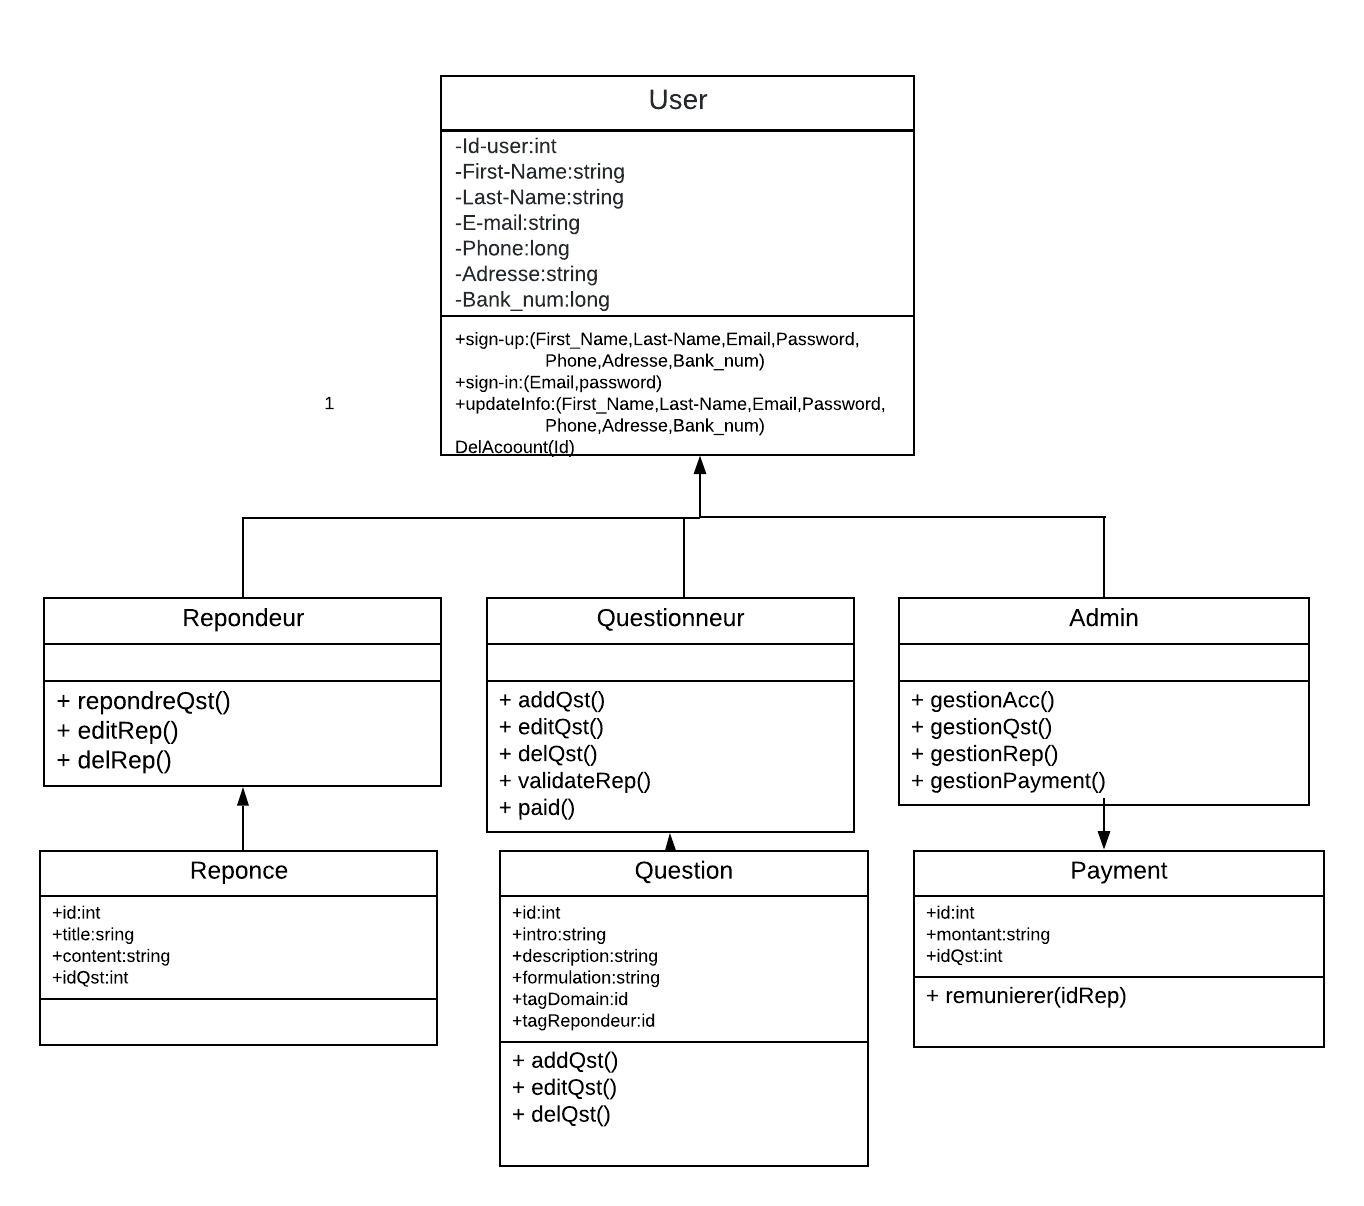 User
-Id-user:int
-First-Name:string
-Last-Name:string
-E-mail:string
-Phone:long
-Adresse:string
-Bank_num:long
+sign-up:(First_Name,Last-Name,Email,Password,
Phone,Adresse,Bank_num)
+sign-in:(Email,password)
+updateInfo:(First_Name,Last-Name,Email,Password,
Phone,Adresse,Bank_num)
DelAcoount(Id)
1
Repondeur
+ repondreQst()
+ editRep()
+ delRep()
Questionneur
+ addQst()
+ editQst()
+ delQst()
+ validateRep()
+ paid()
Admin
+ gestionAcc()
+ gestionQst()
+ gestionRep()
+ gestionPayment()
Reponce
+id:int
+title:sring
+content:string
+idQst:int
Question
+id:int
+intro:string
+description:string
+formulation:string
+tagDomain:id
+tagRepondeur:id
+ addQst()
+ editQst()
+ delQst()
Payment
+id:int
+montant:string
+idQst:int
+ remunierer(idRep)